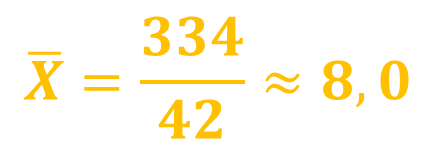 X̅ = 334/42 ≈ 8,0